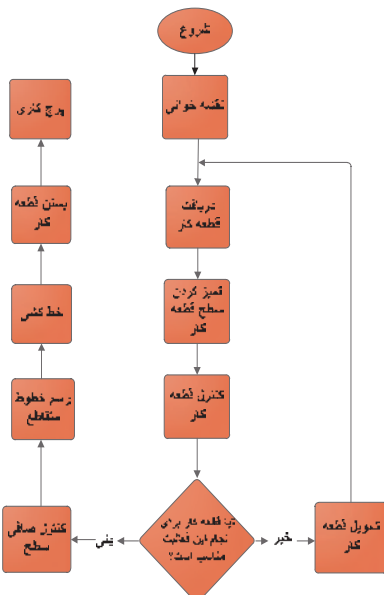 شروع
نقشه خوانی
دریافت
قطعه کار
تمیز کردن
سطح قطعه
کار
کنترل قطعه
کار
آیا قطعه کار برای
انجام این فعالیت
مناسب است؟
خیر
تحویل قطعه
کار
بلی
کنترل صافی
سطح
رسم خطوط
متقاطع
خط کشی
بستن قطعه
کار
پرچ کاری